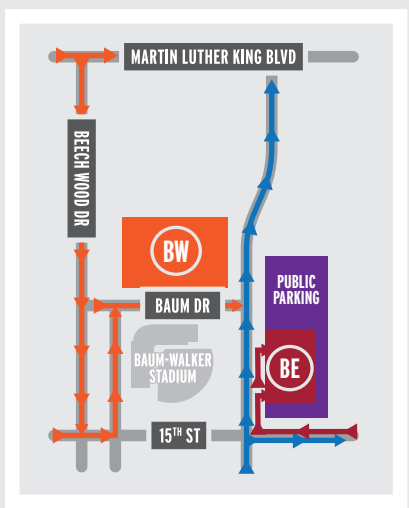 MARTIN LUTHER KING BLVD
BEECH WOOD DR
BW
PUBLIC
PARKING
BAUM DR
BAUM-WALKER
STADIUM
BE
15TH ST